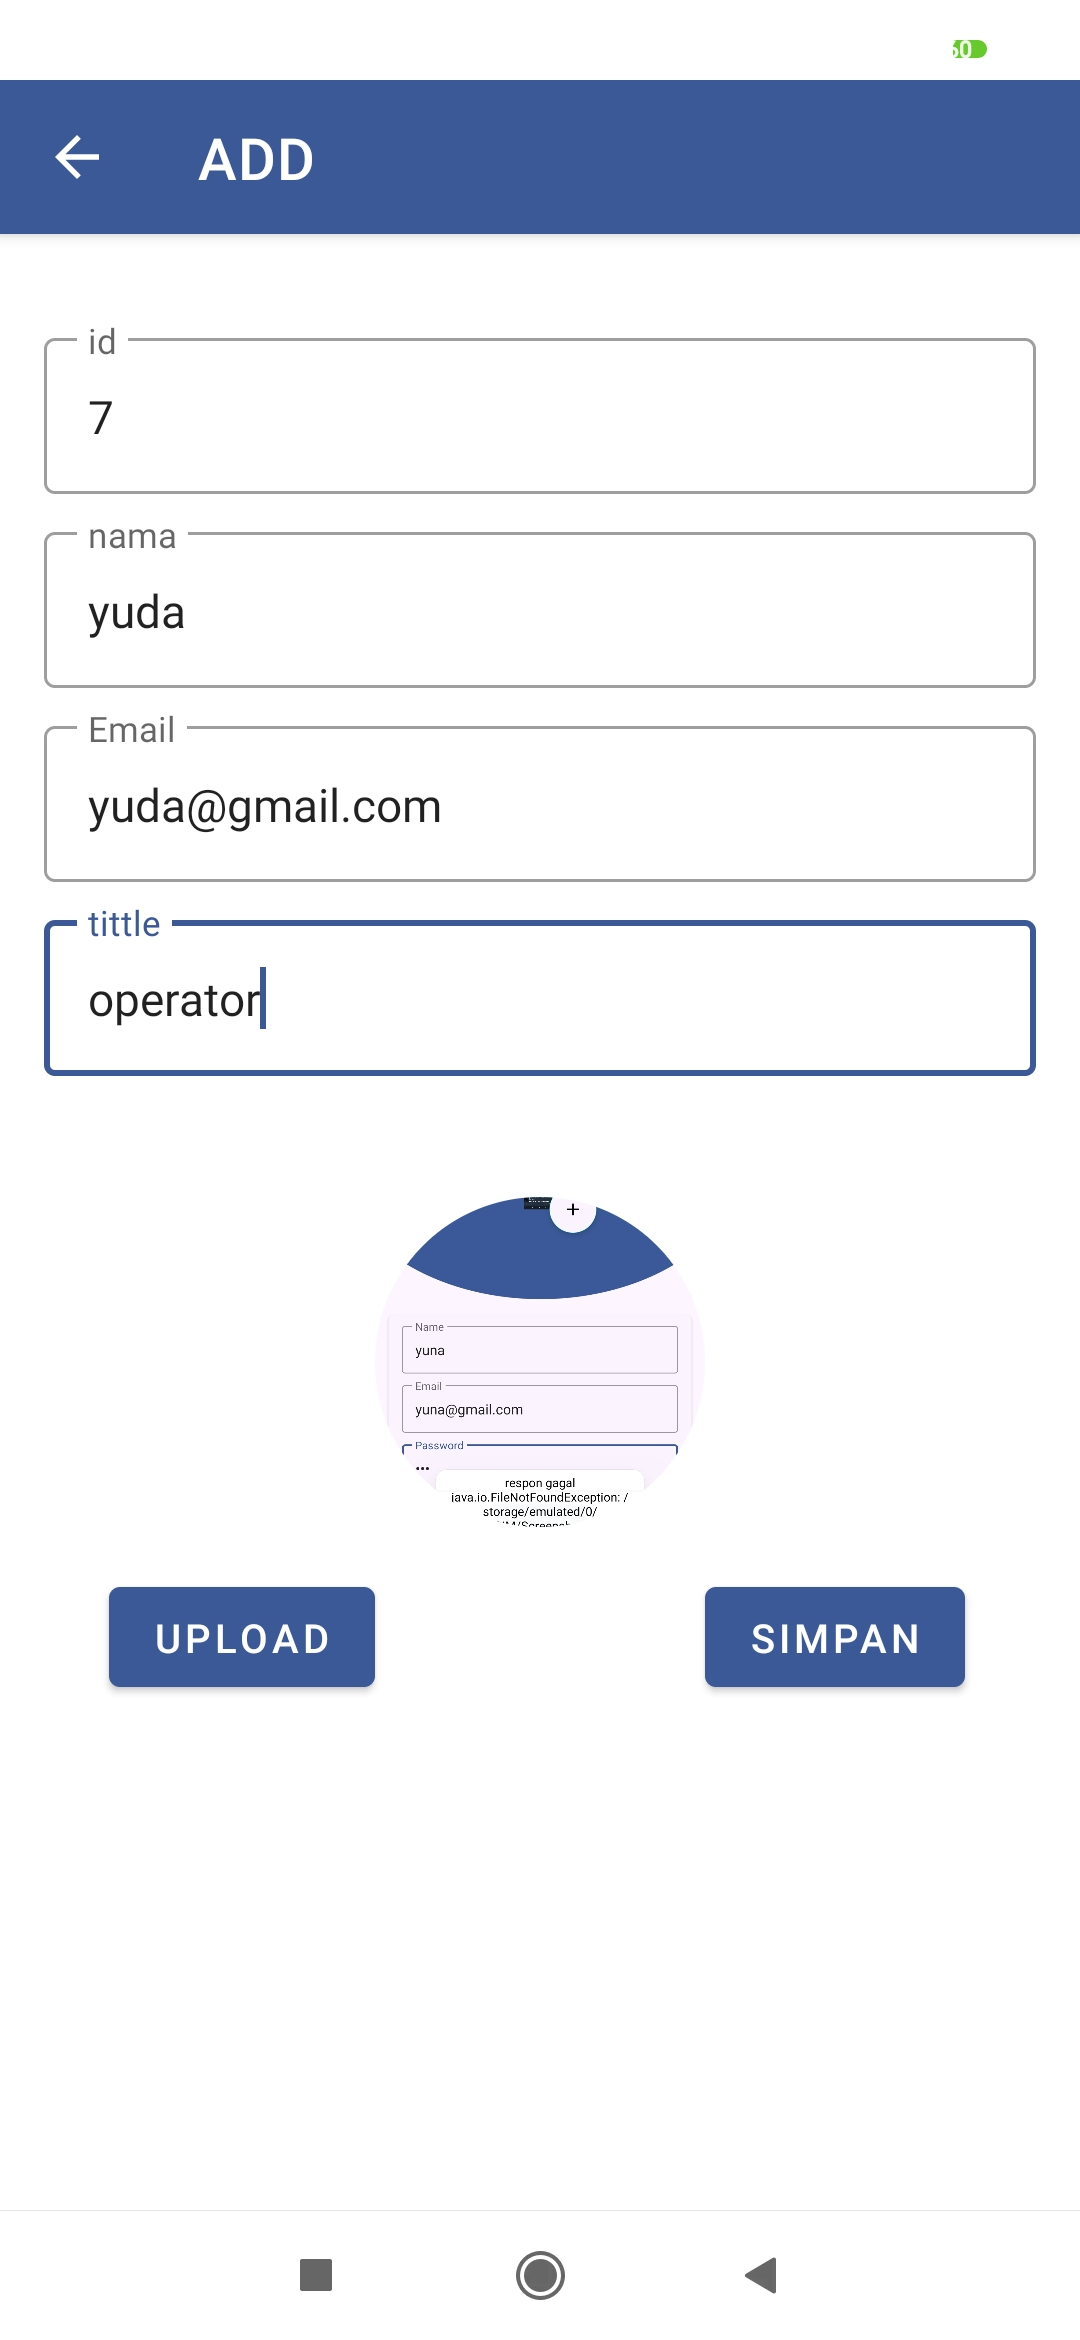 ADD
id
7
nama
yuda
Email
yuda@gmail.com
tittle
operator
+
Name
yuna
Email
yuna@gmail.com
Password
•••
respon gagal
java.io.FileNotFoundException: /
storage/emulated/0/
UPLOAD
SIMPAN